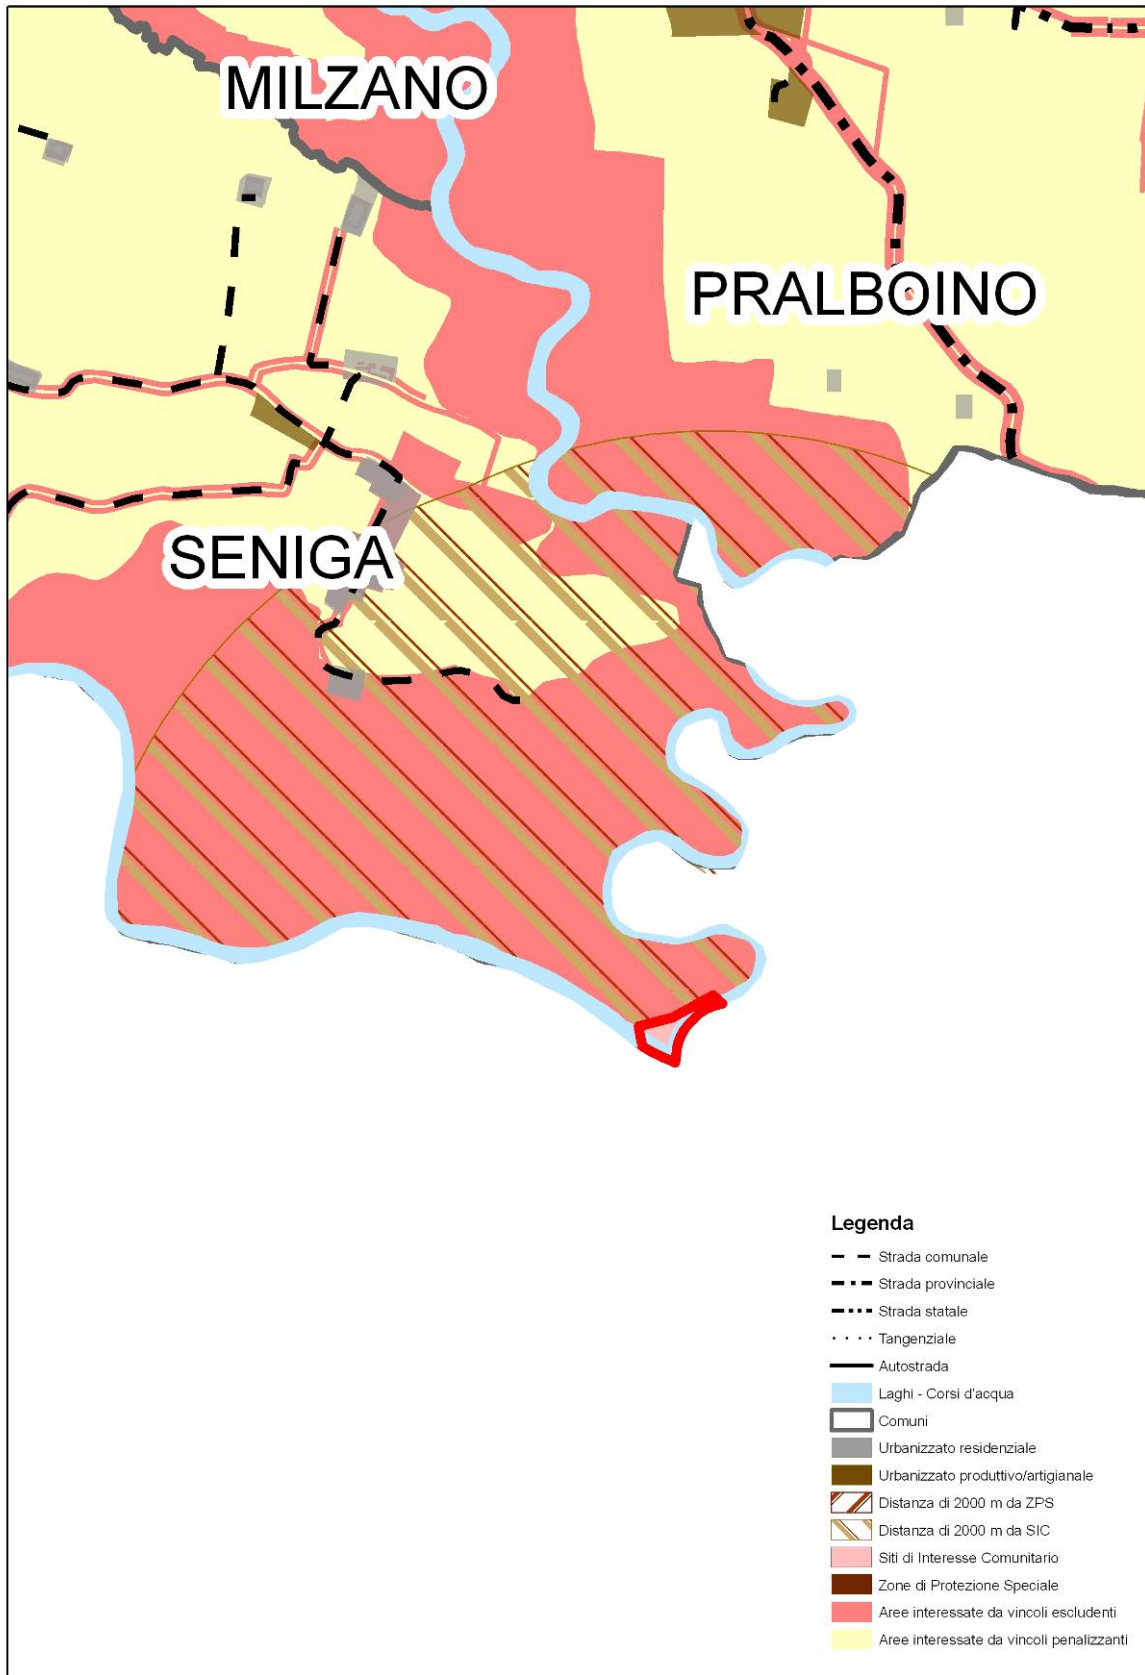 MILZANO
PRALBOINO
SENIGA
Legenda
Strada comunale
Strada provinciale
Strada statale
Tangenziale
Autostrada
Laghi - Corsi d'acqua
Comuni
Urbanizzato residenziale
Urbanizzato produttivo/artigianale
Distanza di 2000 m da ZPS
Distanza di 2000 m da SIC
Siti di Interesse Comunitario
Zone di Protezione Speciale
Aree interessate da vincoli escludenti
Aree interessate da vincoli penalizzanti